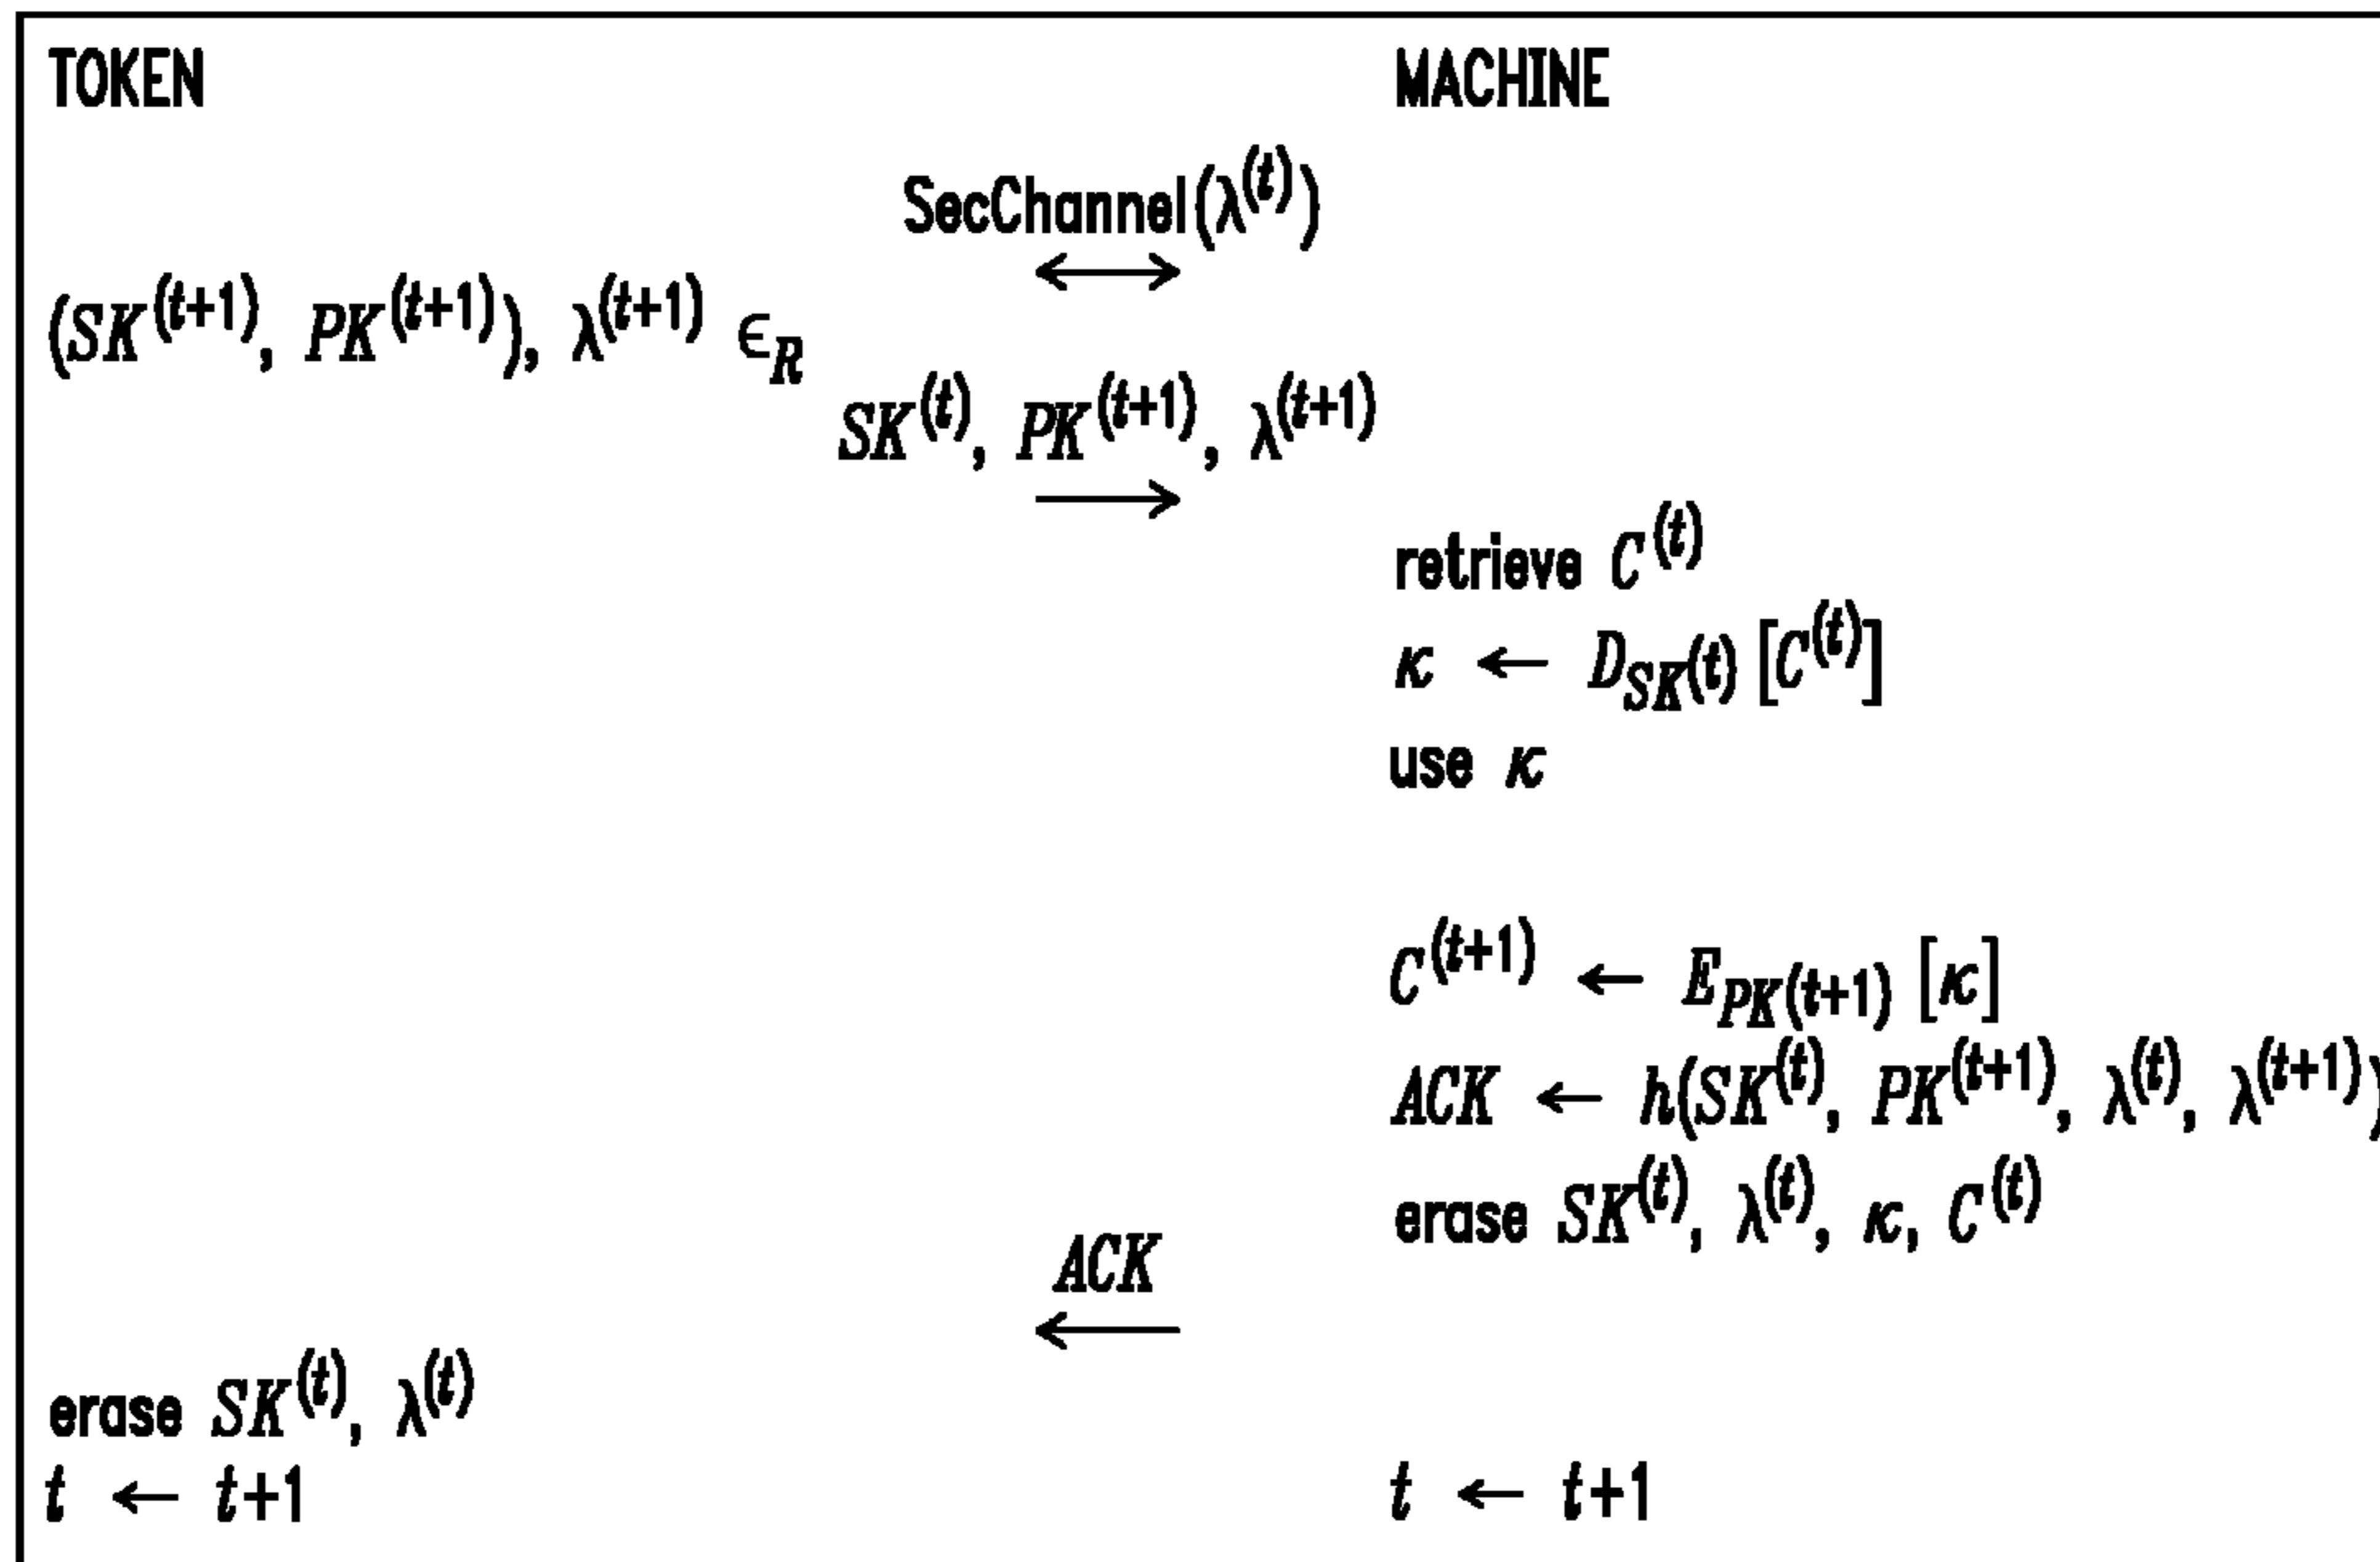 TOKEN MACHINE
SecChannel(λ^(t))
↔
(SK^(t+1), PK^(t+1)), λ^(t+1) ∈_R
SK^(t), PK^(t+1), λ^(t+1)
→
retrieve C^(t)
κ ← D_SK(t) [C^(t)]
use κ
C^(t+1) ← E_PK(t+1) [κ]
ACK ← h(SK^(t), PK^(t+1), λ^(t), λ^(t+1))
erase SK^(t), λ^(t), κ, C^(t)
ACK
←
erase SK^(t), λ^(t)
t ← t+1 t ← t+1